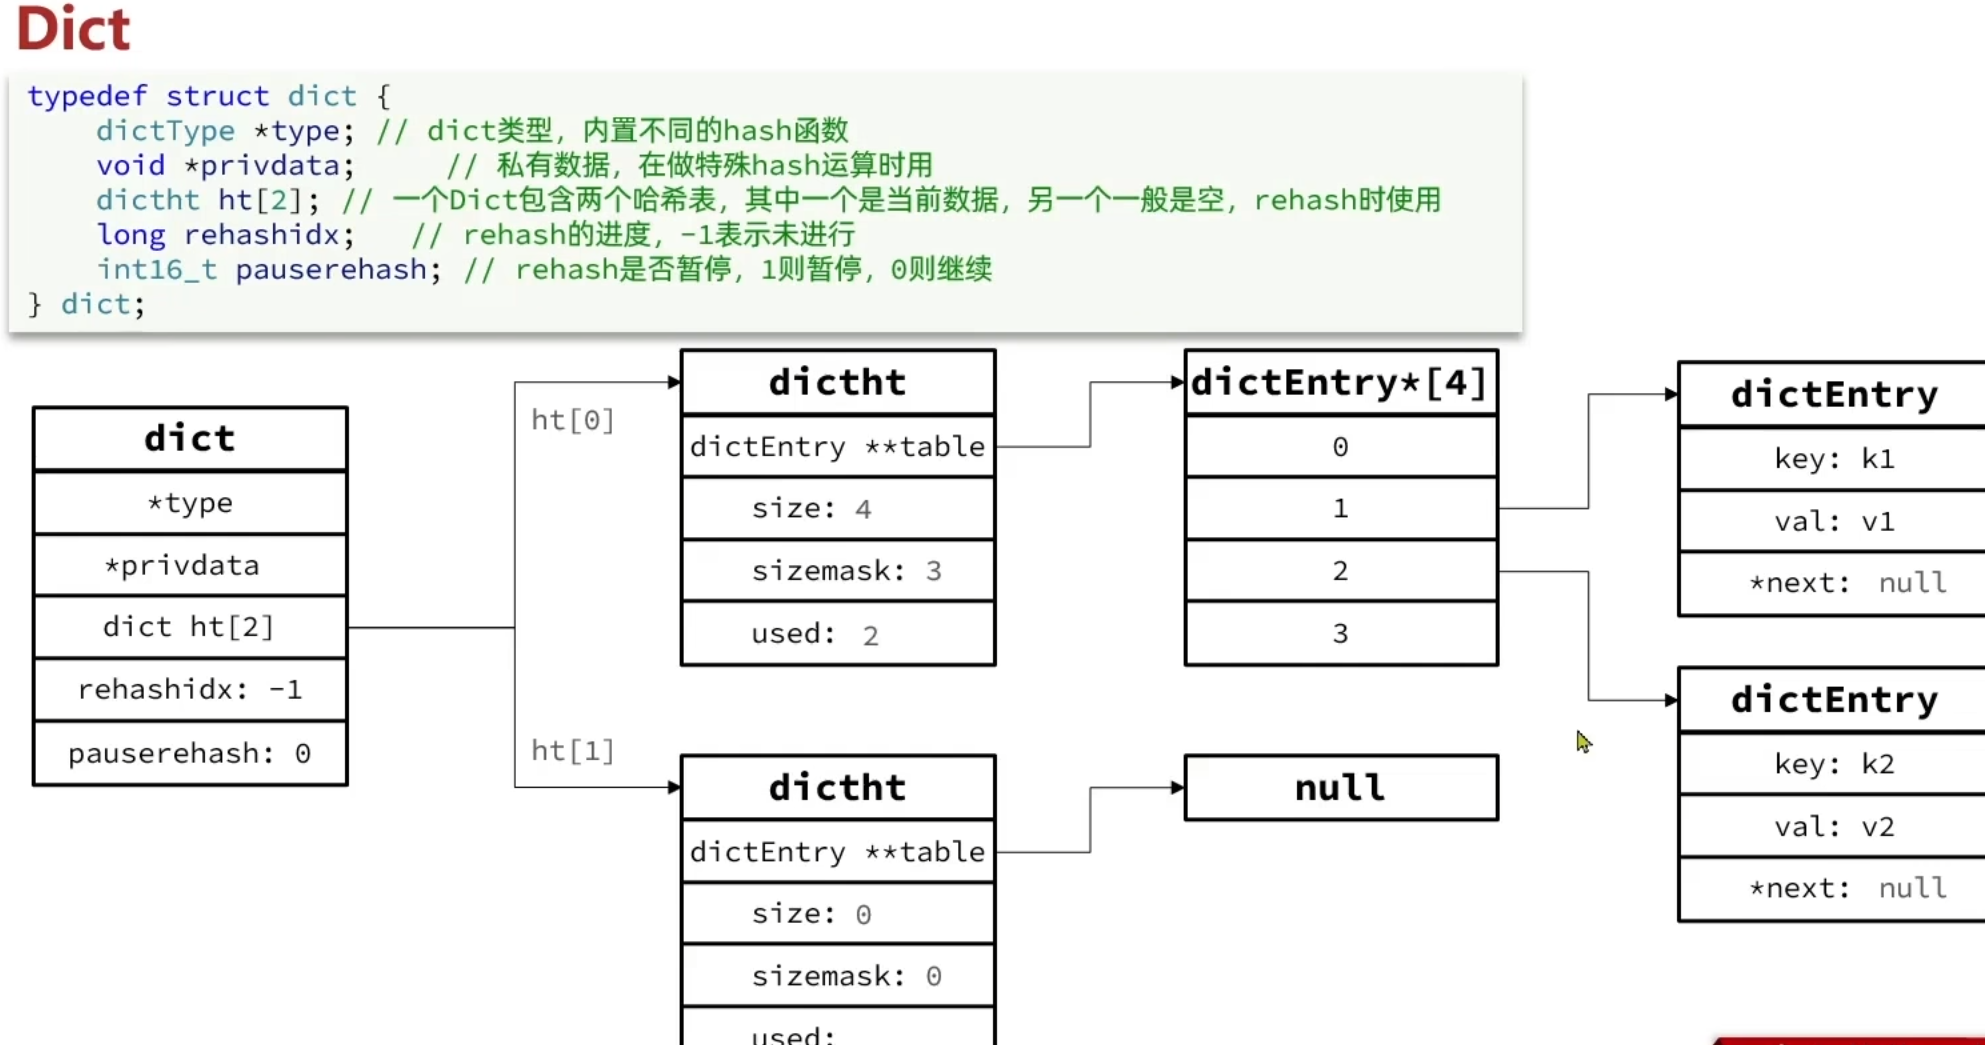 Dict
typedef struct dict {
dictType *type; // dict类型，内置不同的hash函数
void *privdata; // 私有数据，在做特殊hash运算时用
dictht ht[2]; // 一个Dict包含两个哈希表，其中一个是当前数据，另一个一般是空，rehash时使用
long rehashidx; // rehash的进度，-1表示未进行
int16_t pauserehash; // rehash是否暂停，1则暂停，0则继续
} dict;
dict
*type
*privdata
dict ht[2]
rehashidx: -1
pauserehash: 0
ht[0]
dictht
dictEntry **table
size: 4
sizemask: 3
used: 2
dictEntry*[4]
0
1
2
3
dictEntry
key: k1
val: v1
*next: null
dictEntry
key: k2
val: v2
*next: null
ht[1]
dictht
dictEntry **table
size: 0
sizemask: 0
used:
null